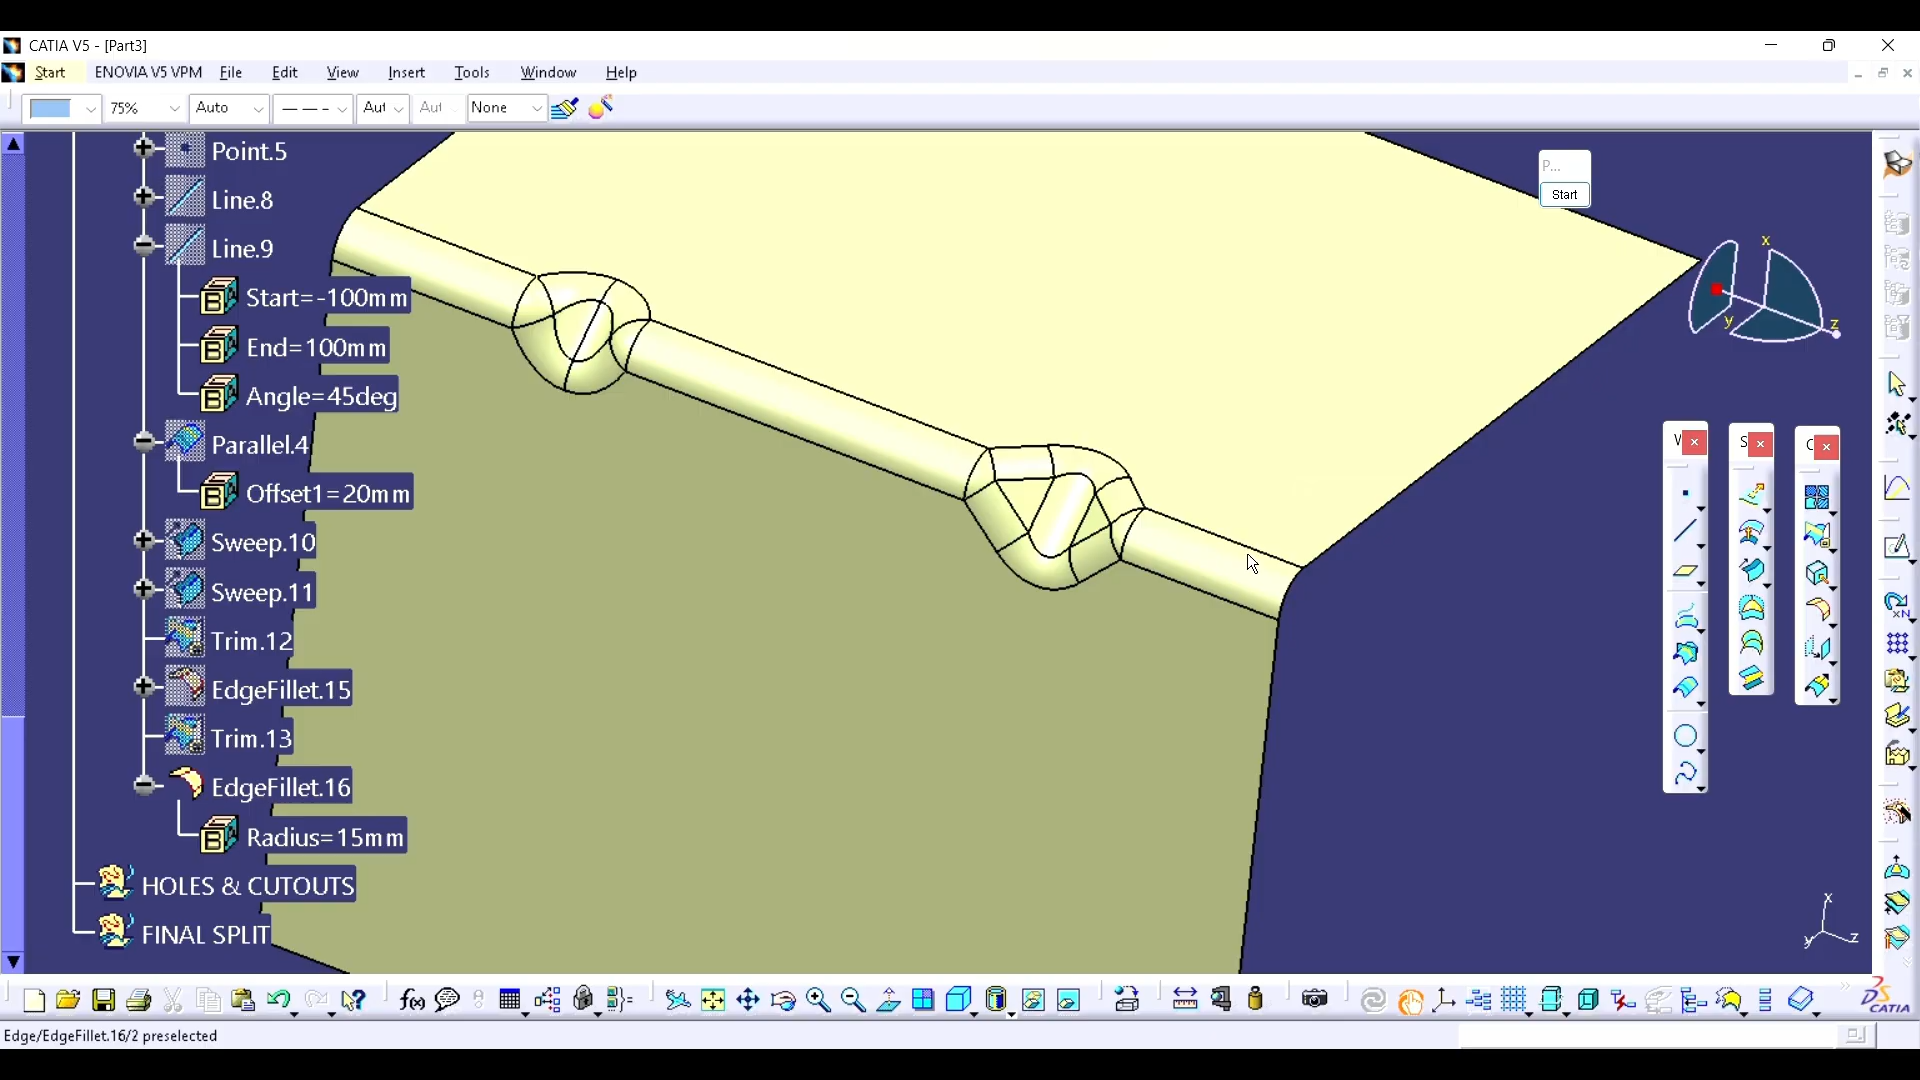 CATIA V5 - [Part3]
Start ENOVIA V5 VPM File Edit View Insert Tools Window Help
75% Auto Aut Aut None
Point.5
Line.8
Line.9
Start=-100mm
End=100mm
Angle=45deg
Parallel.4
Offset1=20mm
Sweep.10
Sweep.11
Trim.12
EdgeFillet.15
Trim.13
EdgeFillet.16
Radius=15mm
HOLES & CUTOUTS
FINAL SPLIT
P...
Start
x
y
z
V
S
C
x
y
z
f(x)
CATIA
Edge/EdgeFillet.16/2 preselected